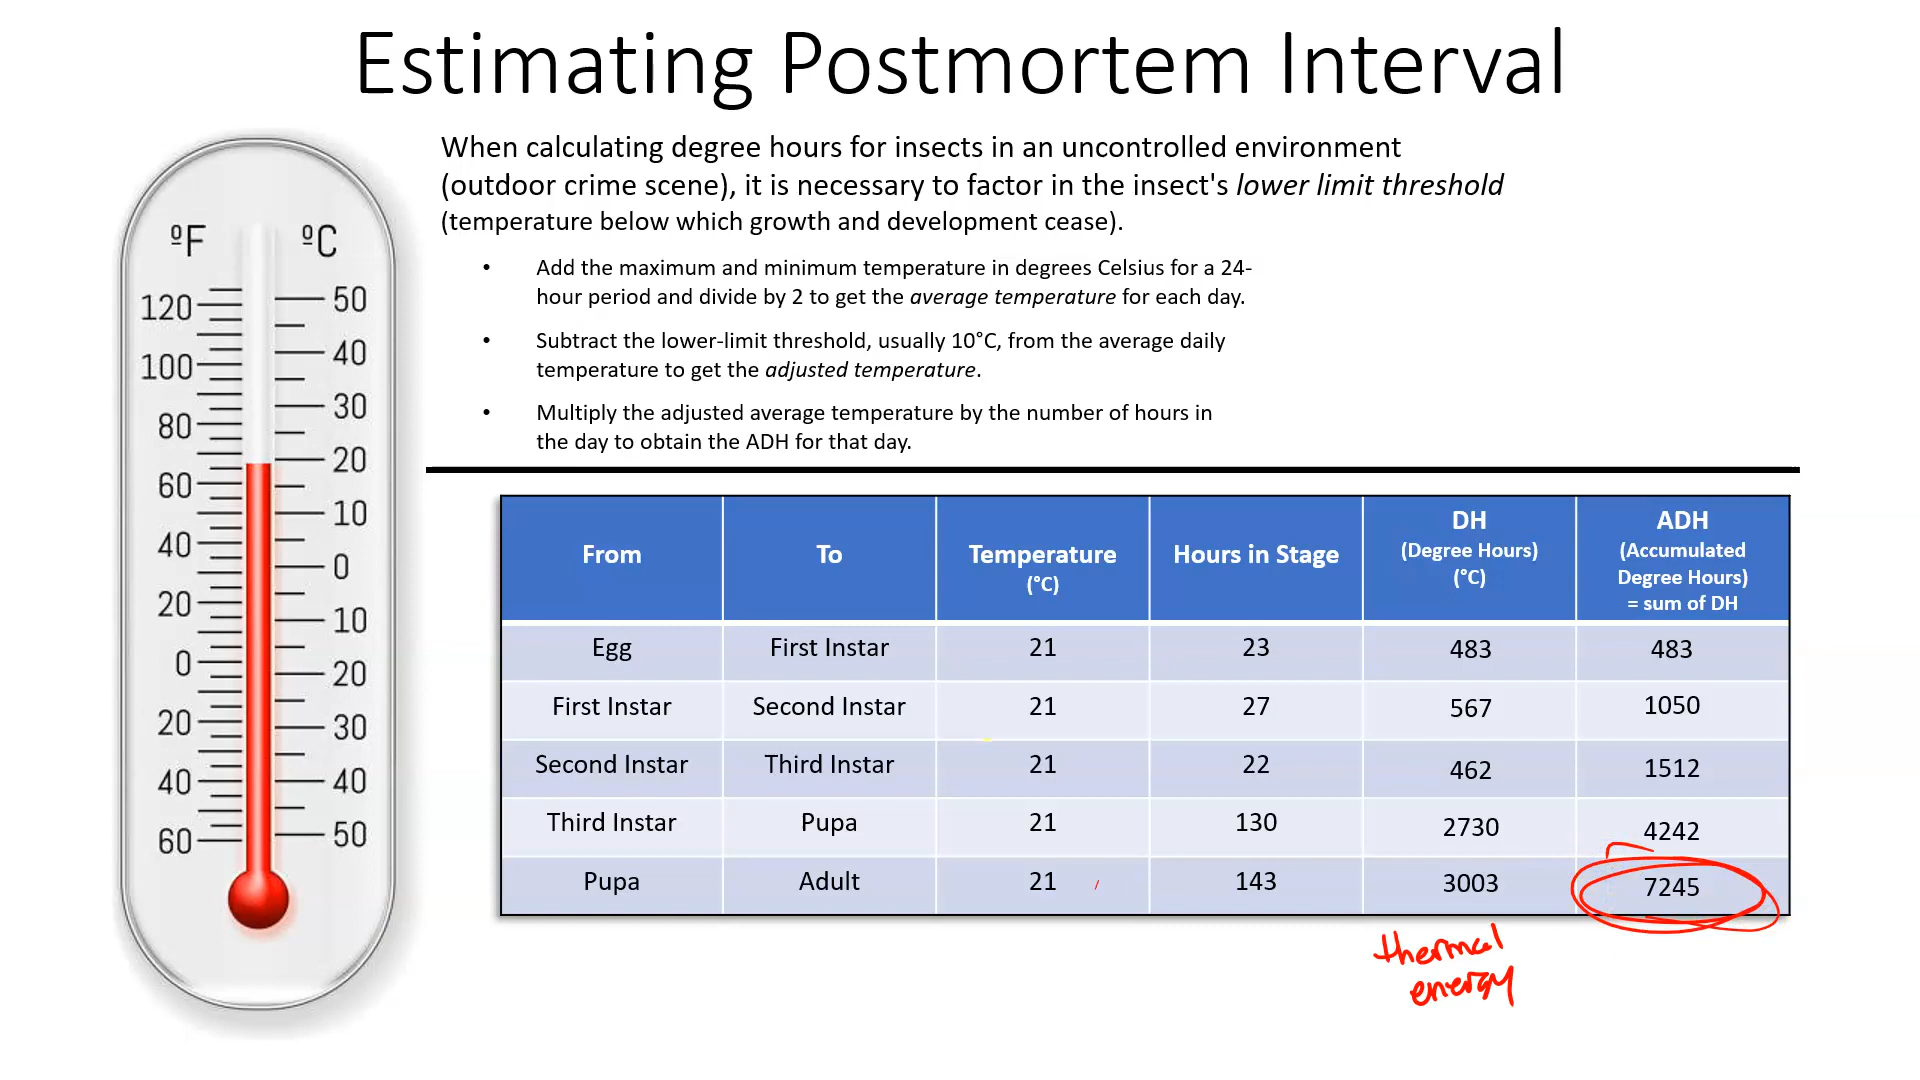 Estimating Postmortem Interval
When calculating degree hours for insects in an uncontrolled environment
(outdoor crime scene), it is necessary to factor in the insect's lower limit threshold
(temperature below which growth and development cease).
• Add the maximum and minimum temperature in degrees Celsius for a 24-
hour period and divide by 2 to get the average temperature for each day.
• Subtract the lower-limit threshold, usually 10°C, from the average daily
temperature to get the adjusted temperature.
• Multiply the adjusted average temperature by the number of hours in
the day to obtain the ADH for that day.
ºF ºC
120 50
100 40
80 30
60 20
40 10
20 0
0 10
20 20
40 30
60 40
50
From To Temperature (°C) Hours in Stage DH (Degree Hours) (°C) ADH (Accumulated Degree Hours) = sum of DH
Egg First Instar 21 23 483 483
First Instar Second Instar 21 27 567 1050
Second Instar Third Instar 21 22 462 1512
Third Instar Pupa 21 130 2730 4242
Pupa Adult 21 143 3003 7245
thermal
energy